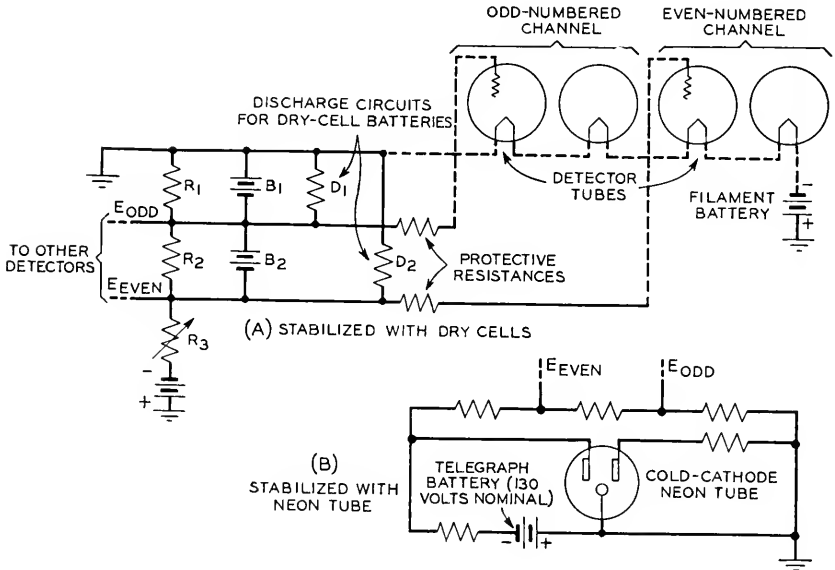 ODD-NUMBERED
CHANNEL
EVEN-NUMBERED
CHANNEL
DISCHARGE CIRCUITS
FOR DRY-CELL BATTERIES
R1
B1
D1
DETECTOR
TUBES
FILAMENT
BATTERY
-
+
EODD
TO OTHER
DETECTORS
R2
B2
D2
PROTECTIVE
RESISTANCES
EEVEN
R3
-
+
(A) STABILIZED WITH DRY CELLS
EEVEN
EODD
(B)
STABILIZED WITH
NEON TUBE
TELEGRAPH
BATTERY (130
VOLTS NOMINAL)
- +
COLD-CATHODE
NEON TUBE